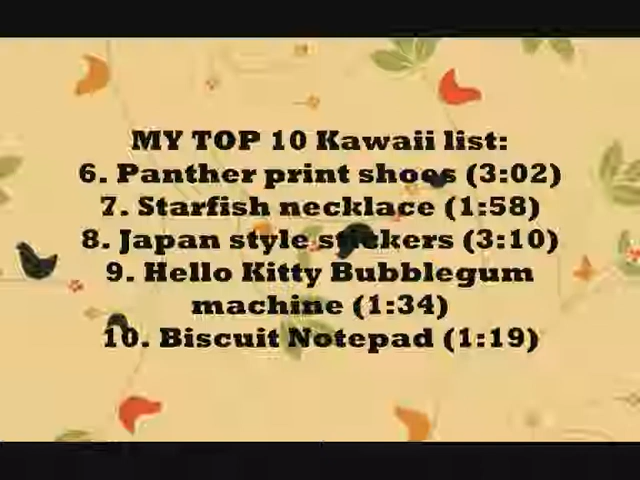 MY TOP 10 Kawaii list:
6. Panther print shoes (3:02)
7. Starfish necklace (1:58)
8. Japan style stickers (3:10)
9. Hello Kitty Bubblegum
machine (1:34)
10. Biscuit Notepad (1:19)